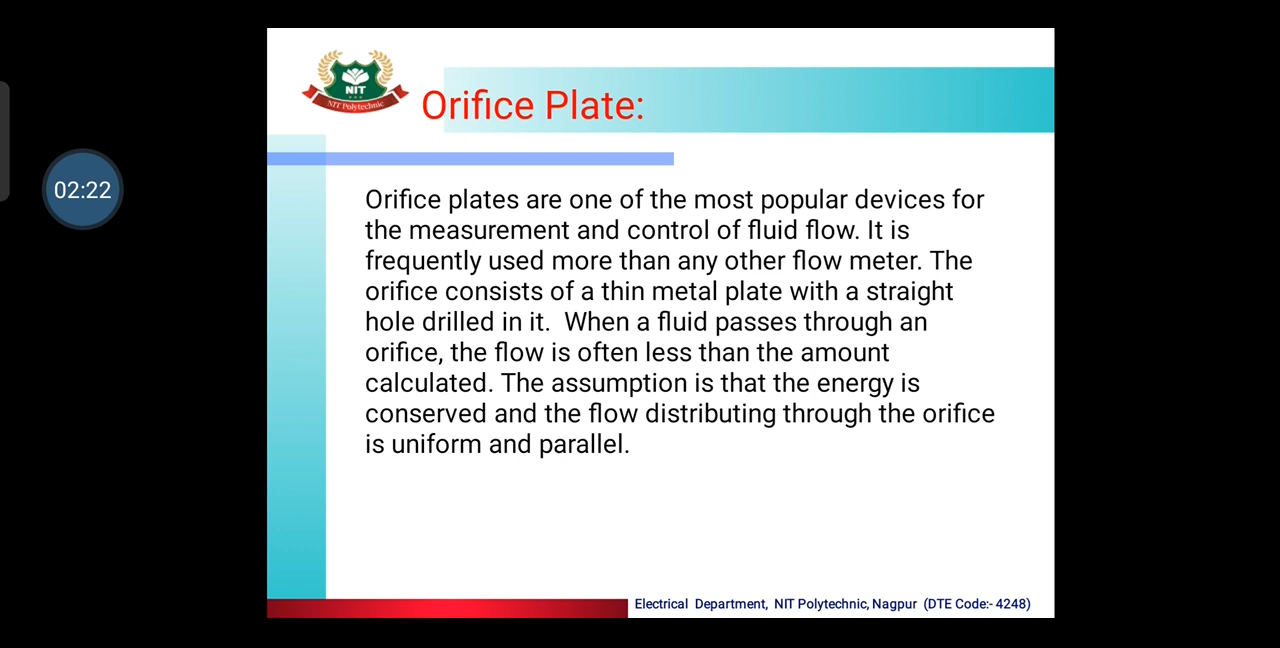 NIT
NIT Polytechnic
Orifice Plate:
02:22
Orifice plates are one of the most popular devices for
the measurement and control of fluid flow. It is
frequently used more than any other flow meter. The
orifice consists of a thin metal plate with a straight
hole drilled in it.  When a fluid passes through an
orifice, the flow is often less than the amount
calculated. The assumption is that the energy is
conserved and the flow distributing through the orifice
is uniform and parallel.
Electrical Department, NIT Polytechnic, Nagpur (DTE Code:- 4248)